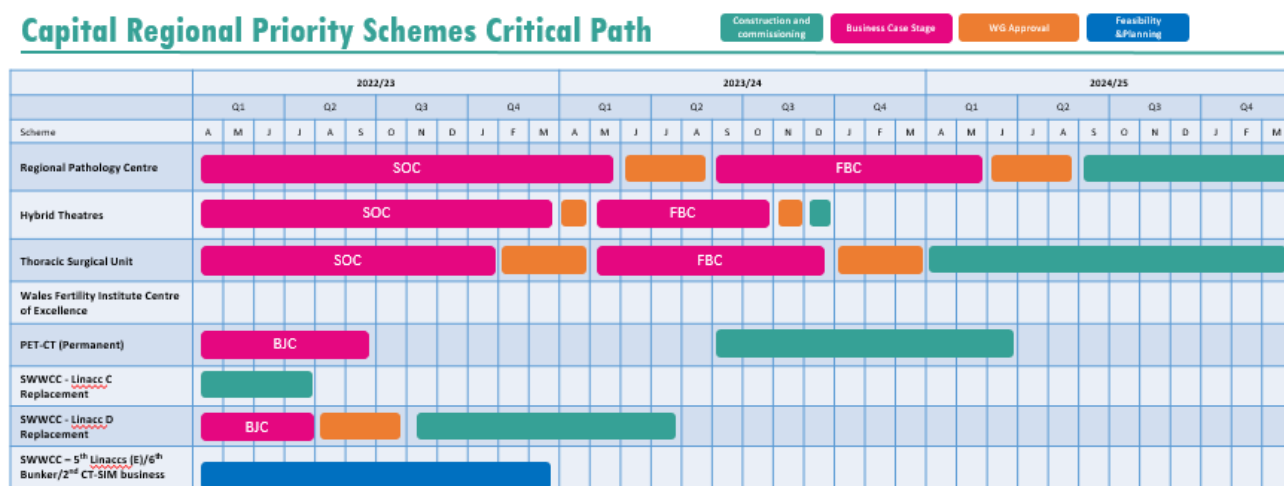 Capital Regional Priority Schemes Critical Path
Construction and
commissioning
Business Case Stage
WG Approval
Feasibility
&Planning
2022/23 2023/24 2024/25
Q1 Q2 Q3 Q4 Q1 Q2 Q3 Q4 Q1 Q2 Q3 Q4
Scheme A M J J A S O N D J F M A M J J A S O N D J F M A M J J A S O N D J F M
Regional Pathology Centre SOC FBC
Hybrid Theatres SOC FBC
Thoracic Surgical Unit SOC FBC
Wales Fertility Institute Centre
of Excellence
PET-CT (Permanent) BJC
SWWCC - Linacc C
Replacement
SWWCC - Linacc D
Replacement BJC
SWWCC – 5th Linaccs (E)/6th
Bunker/2nd CT-SIM business